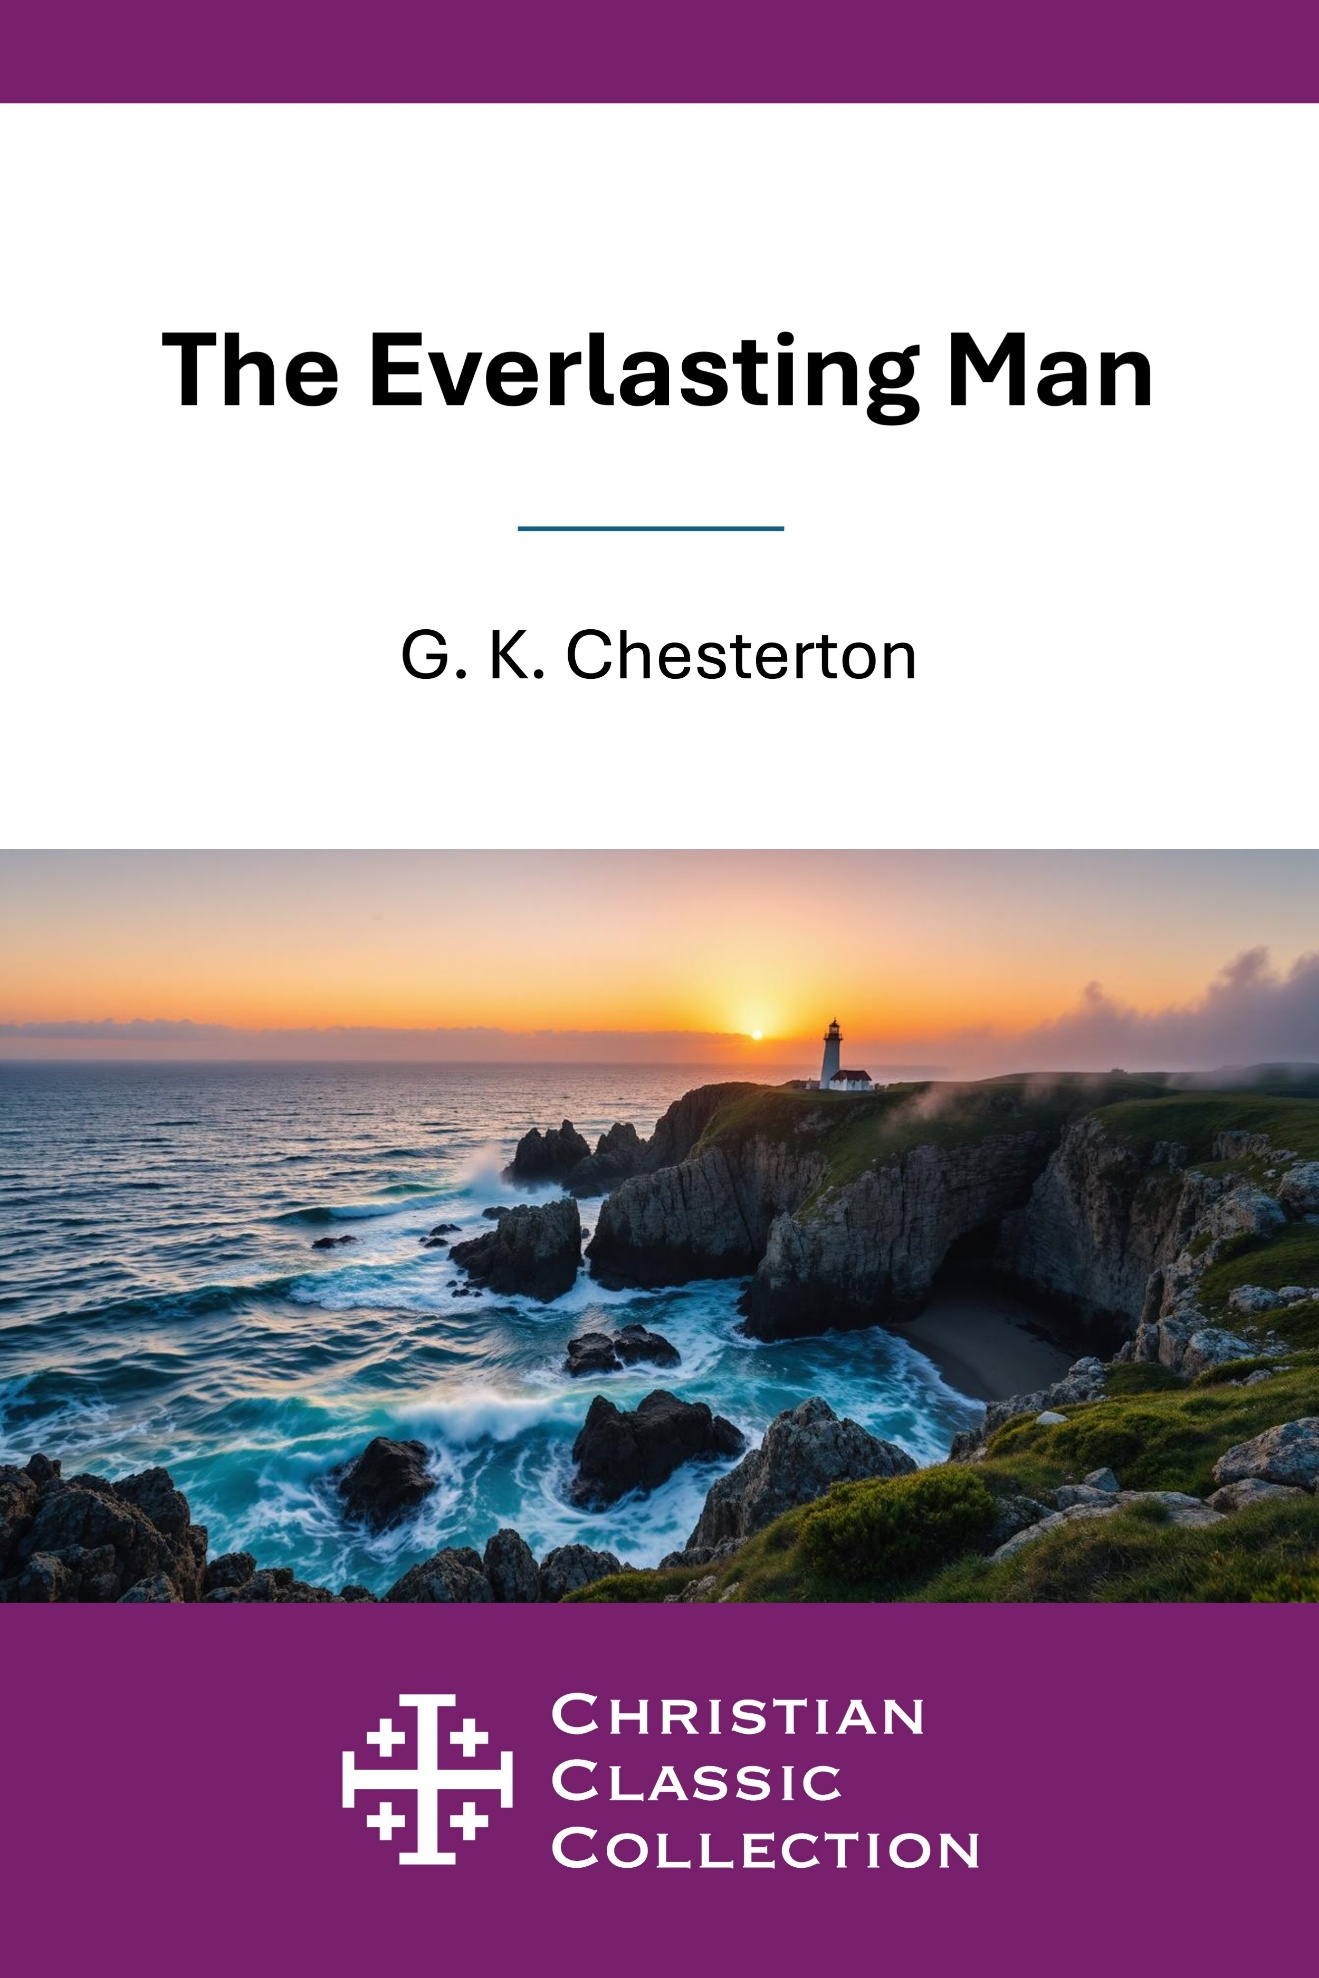 The Everlasting Man
G. K. Chesterton
Christian
Classic
Collection